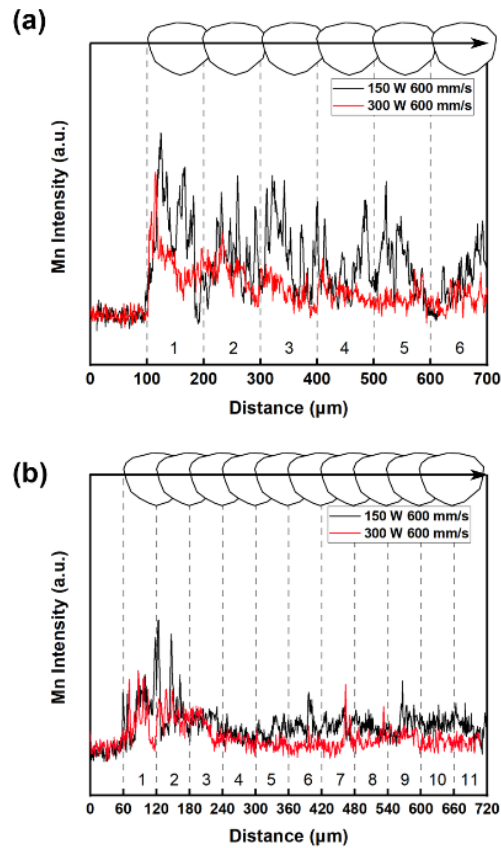 (a)
150 W 600 mm/s
300 W 600 mm/s
Mn Intensity (a.u.)
1 2 3 4 5 6
0 100 200 300 400 500 600 700
Distance (µm)
(b)
150 W 600 mm/s
300 W 600 mm/s
Mn Intensity (a.u.)
1 2 3 4 5 6 7 8 9 10 11
0 60 120 180 240 300 360 420 480 540 600 660 720
Distance (µm)